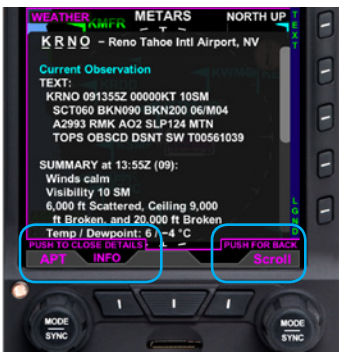 WEATHER METARS NORTH UP
KMFR
KRNO – Reno Tahoe Intl Airport, NV
TEXT
Current Observation
TEXT:
KRNO 091355Z 00000KT 10SM
SCT060 BKN090 BKN200 06/M04
A2993 RMK AO2 SLP124 MTN
TOPS OBSCD DSNT SW T00561039
SUMMARY at 13:55Z (09):
Winds calm
Visibility 10 SM
6,000 ft Scattered, Ceiling 9,000
ft Broken, and 20,000 ft Broken
Temp / Dewpoint: 6 / –4 °C
LGND
PUSH TO CLOSE DETAILS PUSH FOR BACK
APT INFO Scroll
MODE
SYNC
MODE
SYNC